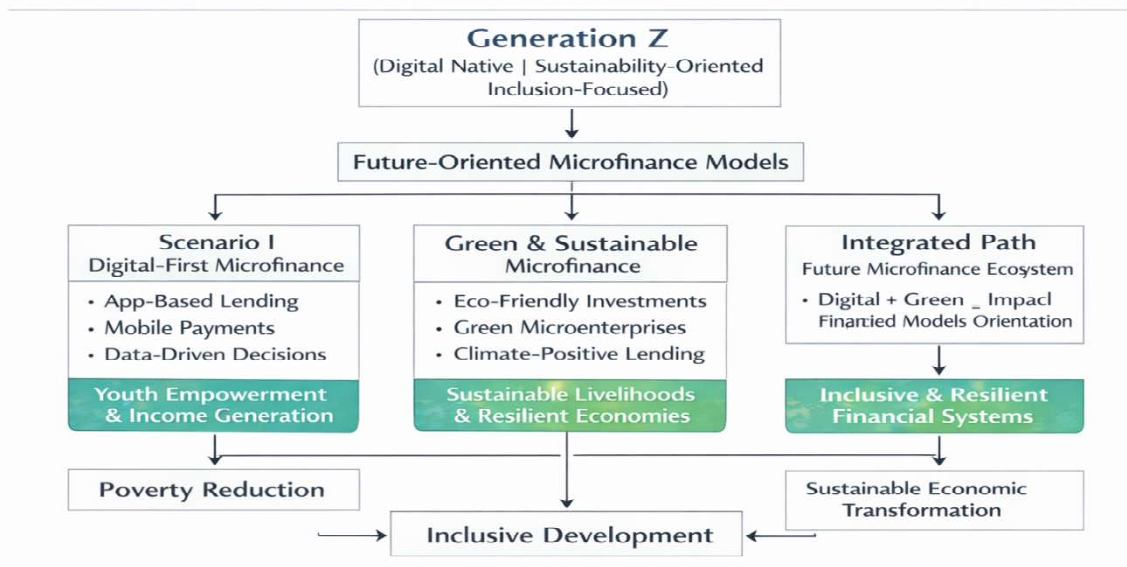 Generation Z
(Digital Native | Sustainability-Oriented
Inclusion-Focused)
Future-Oriented Microfinance Models
Scenario I
Digital-First Microfinance
• App-Based Lending
• Mobile Payments
• Data-Driven Decisions
Youth Empowerment
& Income Generation
Green & Sustainable
Microfinance
• Eco-Friendly Investments
• Green Microenterprises
• Climate-Positive Lending
Sustainable Livelihoods
& Resilient Economies
Integrated Path
Future Microfinance Ecosystem
• Digital + Green _ Impacl
Models Orientation
Inclusive & Resilient
Financial Systems
Poverty Reduction
Sustainable Economic
Transformation
Inclusive Development